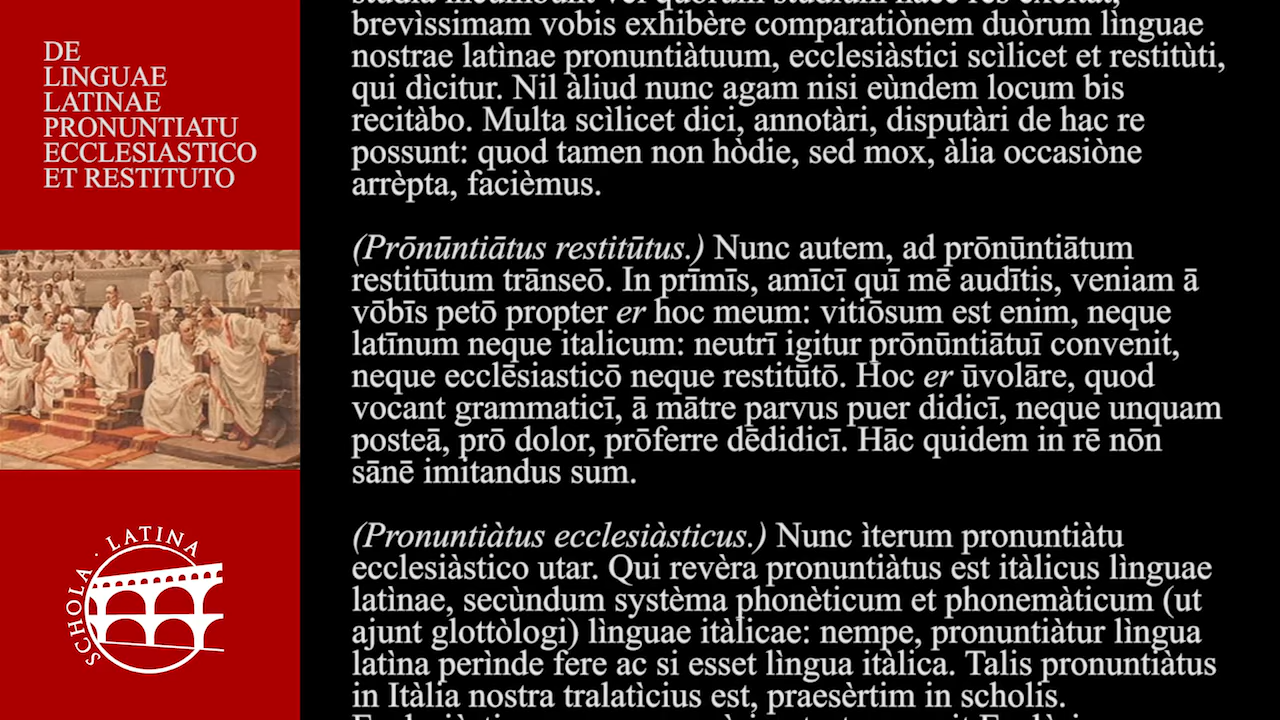 DE
LINGUAE
LATINAE
PRONUNTIATU
ECCLESIASTICO
ET RESTITUTO
SCHOLA · LATINA
brevìssimam vobis exhibère comparatiònem duòrum lìnguae
nostrae latìnae pronuntiàtuum, ecclesiàstici scìlicet et restitùti,
qui dìcitur. Nil àliud nunc agam nisi eùndem locum bis
recitàbo. Multa scìlicet dici, annotàri, disputàri de hac re
possunt: quod tamen non hòdie, sed mox, àlia occasiòne
arrèpta, facièmus.
(Prōnūntiātus restitūtus.) Nunc autem, ad prōnūntiātum
restitūtum trānseō. In prīmīs, amīcī quī mē audītis, veniam ā
vōbīs petō propter er hoc meum: vitiōsum est enim, neque
latīnum neque italicum: neutrī igitur prōnūntiātuī convenit,
neque ecclēsiasticō neque restitūtō. Hoc er ūvolāre, quod
vocant grammaticī, ā mātre parvus puer didicī, neque unquam
posteā, prō dolor, prōferre dēdidicī. Hāc quidem in rē nōn
sānē imitandus sum.
(Pronuntiàtus ecclesiàsticus.) Nunc ìterum pronuntiàtu
ecclesiàstico utar. Qui revèra pronuntiàtus est itàlicus lìnguae
latìnae, secùndum systèma phonèticum et phonemàticum (ut
ajunt glottòlogi) lìnguae itàlicae: nempe, pronuntiàtur lìngua
latìna perìnde fere ac si esset lìngua itàlica. Talis pronuntiàtus
in Itàlia nostra tralatìcius est, praesèrtim in scholis.